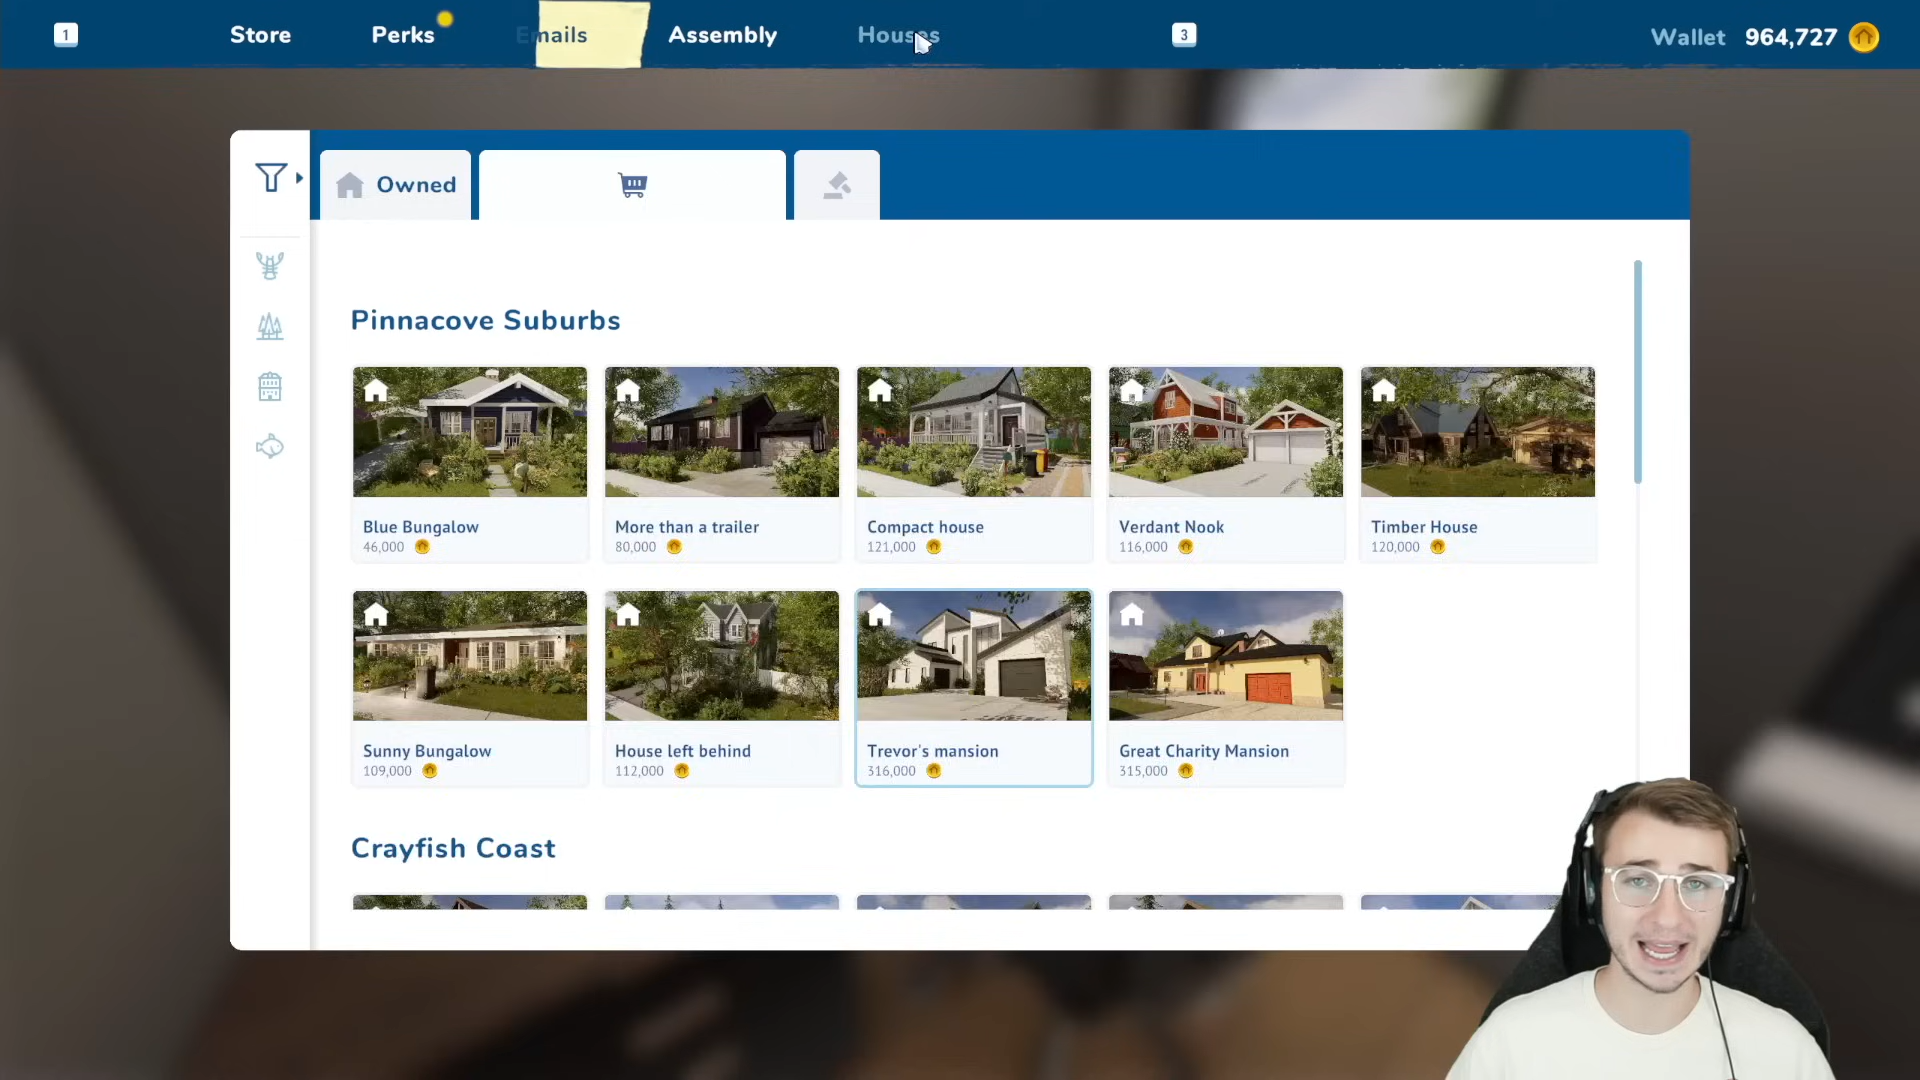 1 Store Perks Emails Assembly Houses 3 Wallet 964,727
Owned
Pinnacove Suburbs
Blue Bungalow
46,000
More than a trailer
80,000
Compact house
121,000
Verdant Nook
116,000
Timber House
120,000
Sunny Bungalow
109,000
House left behind
112,000
Trevor's mansion
316,000
Great Charity Mansion
315,000
Crayfish Coast